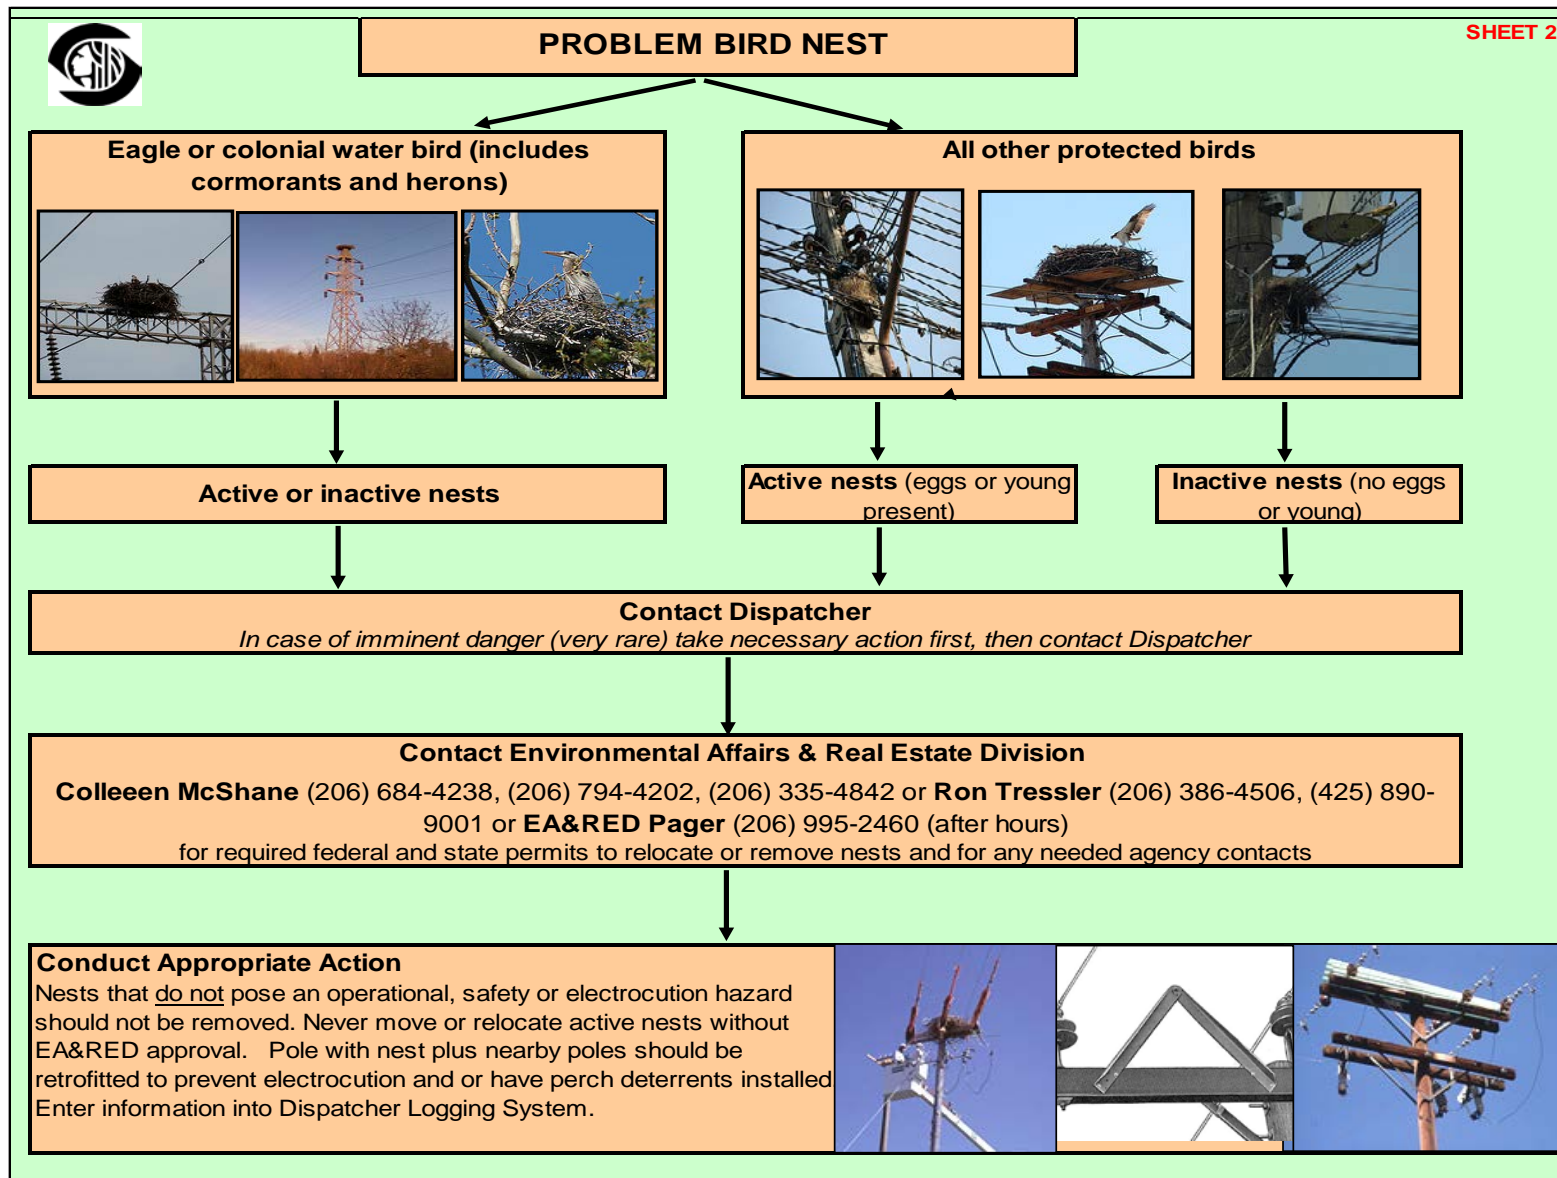 PROBLEM BIRD NEST
SHEET 2
Eagle or colonial water bird (includes
cormorants and herons)
All other protected birds
Active or inactive nests
Active nests (eggs or young
present)
Inactive nests (no eggs
or young)
Contact Dispatcher
In case of imminent danger (very rare) take necessary action first, then contact Dispatcher
Contact Environmental Affairs & Real Estate Division
Colleeen McShane (206) 684-4238, (206) 794-4202, (206) 335-4842 or Ron Tressler (206) 386-4506, (425) 890-
9001 or EA&RED Pager (206) 995-2460 (after hours)
for required federal and state permits to relocate or remove nests and for any needed agency contacts
Conduct Appropriate Action
Nests that do not pose an operational, safety or electrocution hazard
should not be removed. Never move or relocate active nests without
EA&RED approval.   Pole with nest plus nearby poles should be
retrofitted to prevent electrocution and or have perch deterrents installed
Enter information into Dispatcher Logging System.